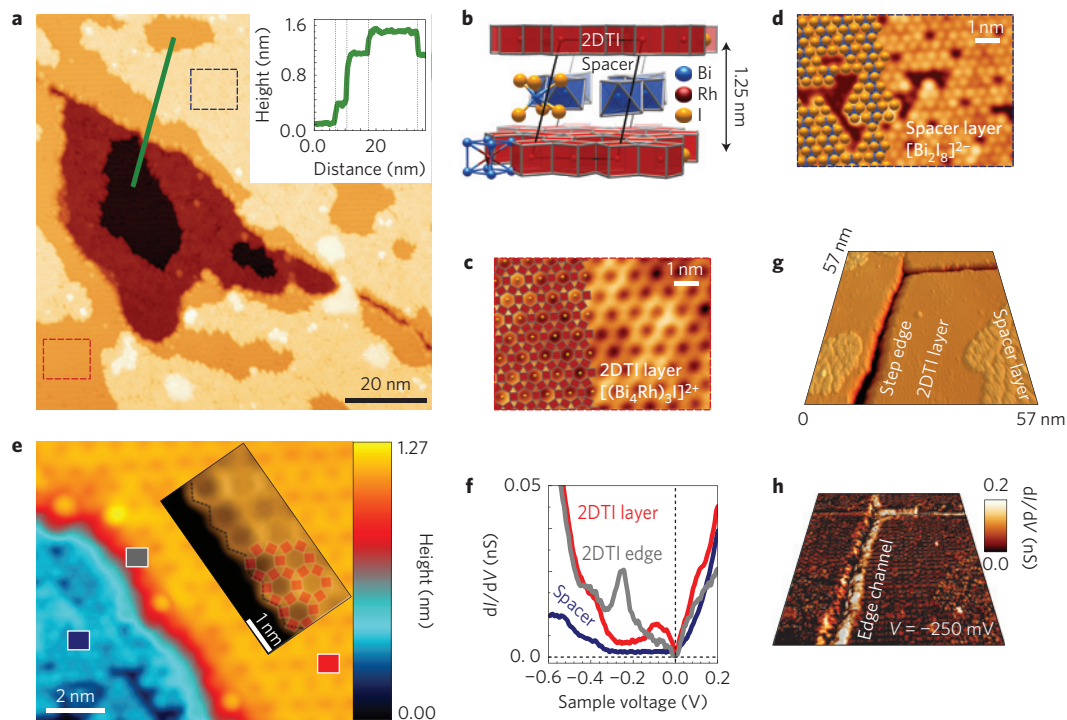 a
Height (nm)
1.6
0.8
0.0
0
20
Distance (nm)
20 nm
b
2DTI
Spacer
Bi
Rh
I
1.25 nm
c
1 nm
2DTI layer
[(Bi₄Rh)₃I]²⁺
d
1 nm
Spacer layer
[Bi₂I₈]²⁻
e
1 nm
2 nm
1.27
Height (nm)
0.00
f
0.05
dI/dV (nS)
0.0
2DTI layer
2DTI edge
Spacer
−0.6 −0.4 −0.2 0.0 0.2
Sample voltage (V)
g
57 nm
Step edge
2DTI layer
Spacer layer
0
57 nm
h
0.2
0.0
dI/dV (nS)
Edge channel
V = −250 mV